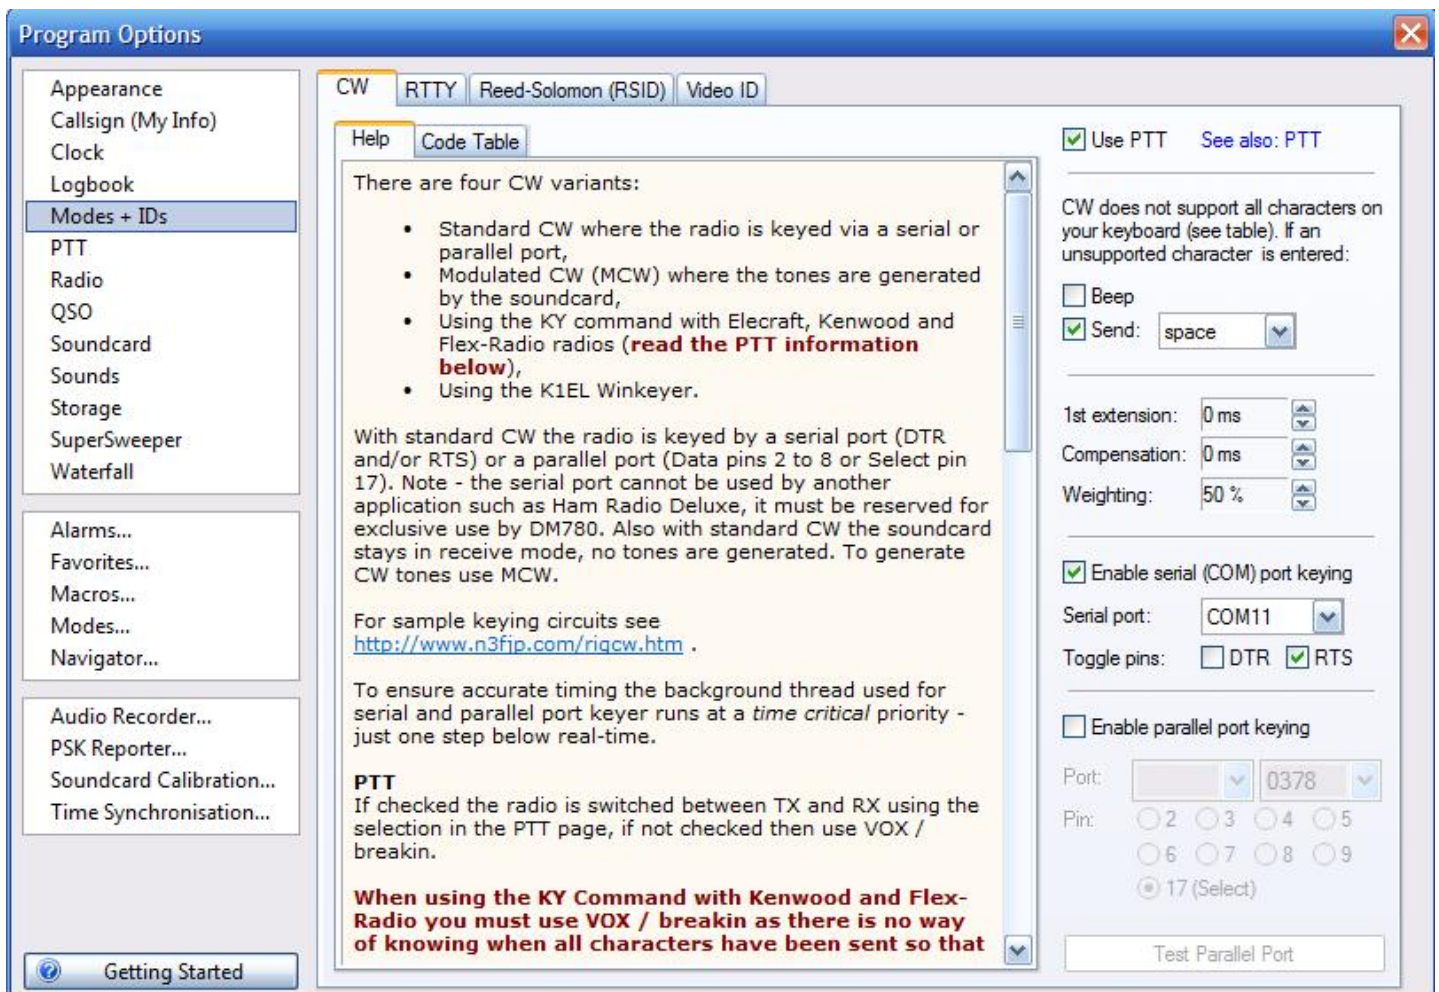 Program Options
Appearance
Callsign (My Info)
Clock
Logbook
Modes + IDs
PTT
Radio
QSO
Soundcard
Sounds
Storage
SuperSweeper
Waterfall
Alarms...
Favorites...
Macros...
Modes...
Navigator...
Audio Recorder...
PSK Reporter...
Soundcard Calibration...
Time Synchronisation...
Getting Started
CW RTTY Reed-Solomon (RSID) Video ID
Help Code Table
There are four CW variants:
• Standard CW where the radio is keyed via a serial or
parallel port,
• Modulated CW (MCW) where the tones are generated
by the soundcard,
• Using the KY command with Elecraft, Kenwood and
Flex-Radio radios (read the PTT information
below),
• Using the K1EL Winkeyer.
With standard CW the radio is keyed by a serial port (DTR
and/or RTS) or a parallel port (Data pins 2 to 8 or Select pin
17). Note - the serial port cannot be used by another
application such as Ham Radio Deluxe, it must be reserved for
exclusive use by DM780. Also with standard CW the soundcard
stays in receive mode, no tones are generated. To generate
CW tones use MCW.
For sample keying circuits see
http://www.n3fjp.com/rigcw.htm .
To ensure accurate timing the background thread used for
serial and parallel port keyer runs at a time critical priority -
just one step below real-time.
PTT
If checked the radio is switched between TX and RX using the
selection in the PTT page, if not checked then use VOX /
breakin.
When using the KY Command with Kenwood and Flex-
Radio you must use VOX / breakin as there is no way
of knowing when all characters have been sent so that
Use PTT See also: PTT
CW does not support all characters on
your keyboard (see table). If an
unsupported character is entered:
Beep
Send: space
1st extension: 0 ms
Compensation: 0 ms
Weighting: 50 %
Enable serial (COM) port keying
Serial port: COM11
Toggle pins: DTR RTS
Enable parallel port keying
Port: 0378
Pin: 2 3 4 5
6 7 8 9
17 (Select)
Test Parallel Port